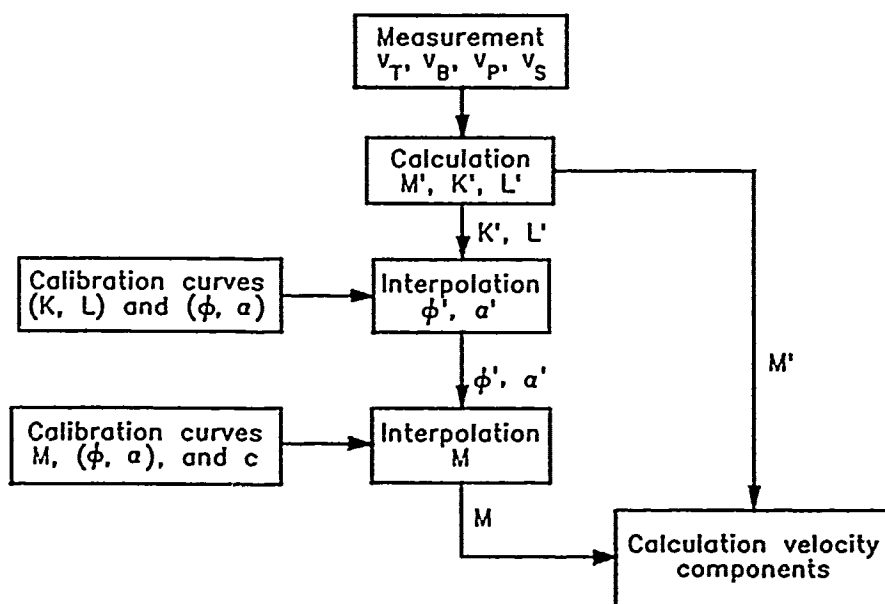 Measurement
v_T, v_B, v_P, v_S
Calculation
M', K', L'
K', L'
Calibration curves
(K, L) and (ϕ, α)
Interpolation
ϕ', α'
ϕ', α'
M'
Calibration curves
M, (ϕ, α), and c
Interpolation
M
M
Calculation velocity
components